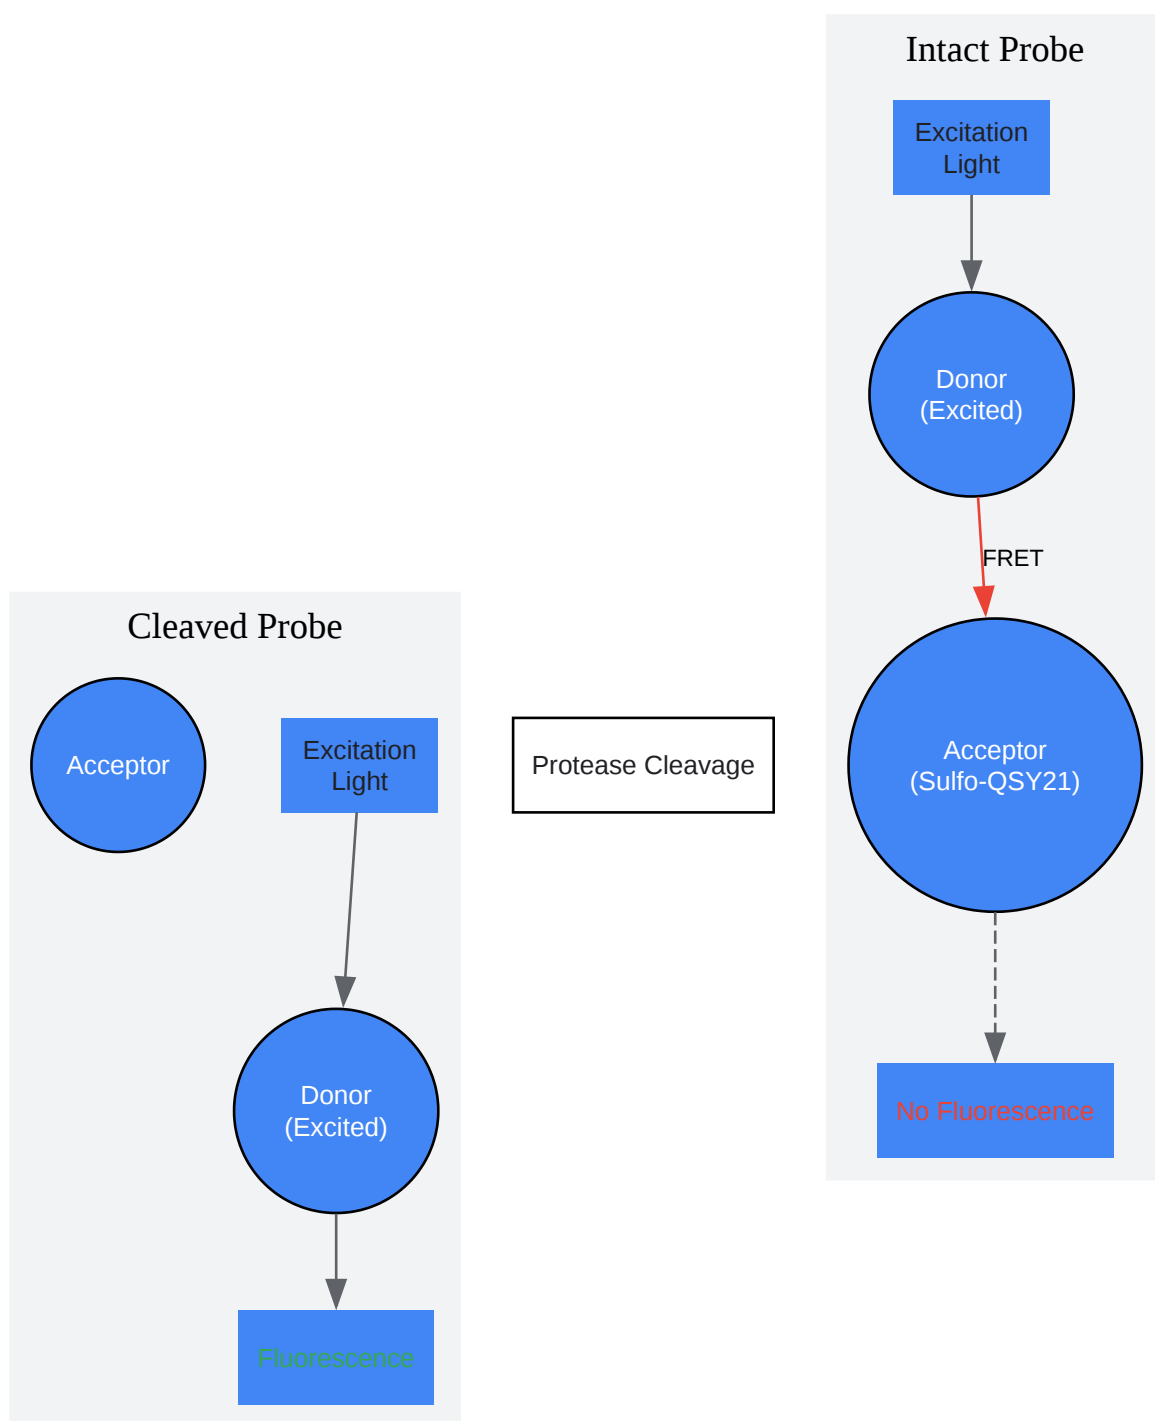 Intact Probe
Excitation
Light
Donor
(Excited)
FRET
Acceptor
(Sulfo-QSY21)
No Fluorescence
Protease Cleavage
Cleaved Probe
Acceptor
Excitation
Light
Donor
(Excited)
Fluorescence